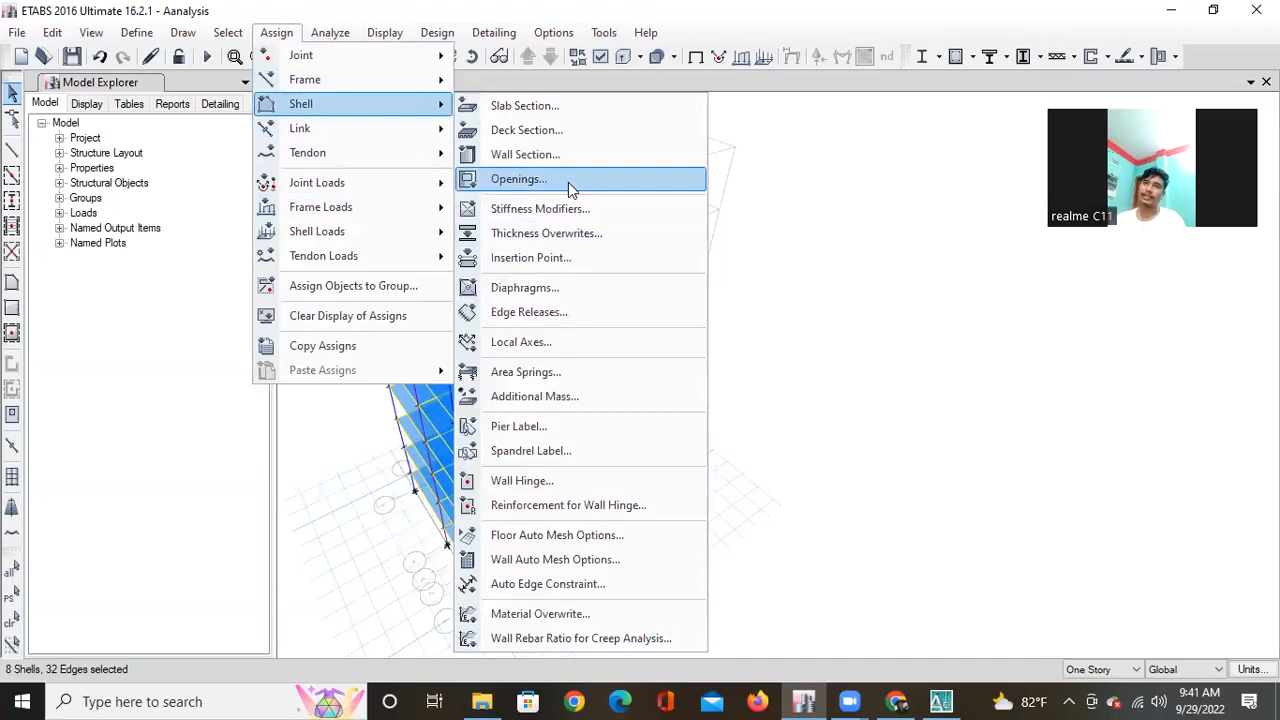 ETABS 2016 Ultimate 16.2.1 - Aanalysis
File Edit View Define Draw Select Assign Analyze Display Design Detailing Options Tools Help
nd
Model Explorer
Model Display Tables Reports Detailing
Model
Project
Structure Layout
Properties
Structural Objects
Groups
Loads
Named Output Items
Named Plots
Joint
Frame
Shell
Link
Tendon
Joint Loads
Frame Loads
Shell Loads
Tendon Loads
Assign Objects to Group...
Clear Display of Assigns
Copy Assigns
Paste Assigns
Slab Section...
Deck Section...
Wall Section...
Openings...
Stiffness Modifiers...
Thickness Overwrites...
Insertion Point...
Diaphragms...
Edge Releases...
Local Axes...
Area Springs...
Additional Mass...
Pier Label...
Spandrel Label...
Wall Hinge...
Reinforcement for Wall Hinge...
Floor Auto Mesh Options...
Wall Auto Mesh Options...
Auto Edge Constraint...
Material Overwrite...
Wall Rebar Ratio for Creep Analysis...
realme C11
all
PS
clr
8 Shells, 32 Edges selected
One Story Global Units...
Type here to search
82°F
9:41 AM
9/29/2022